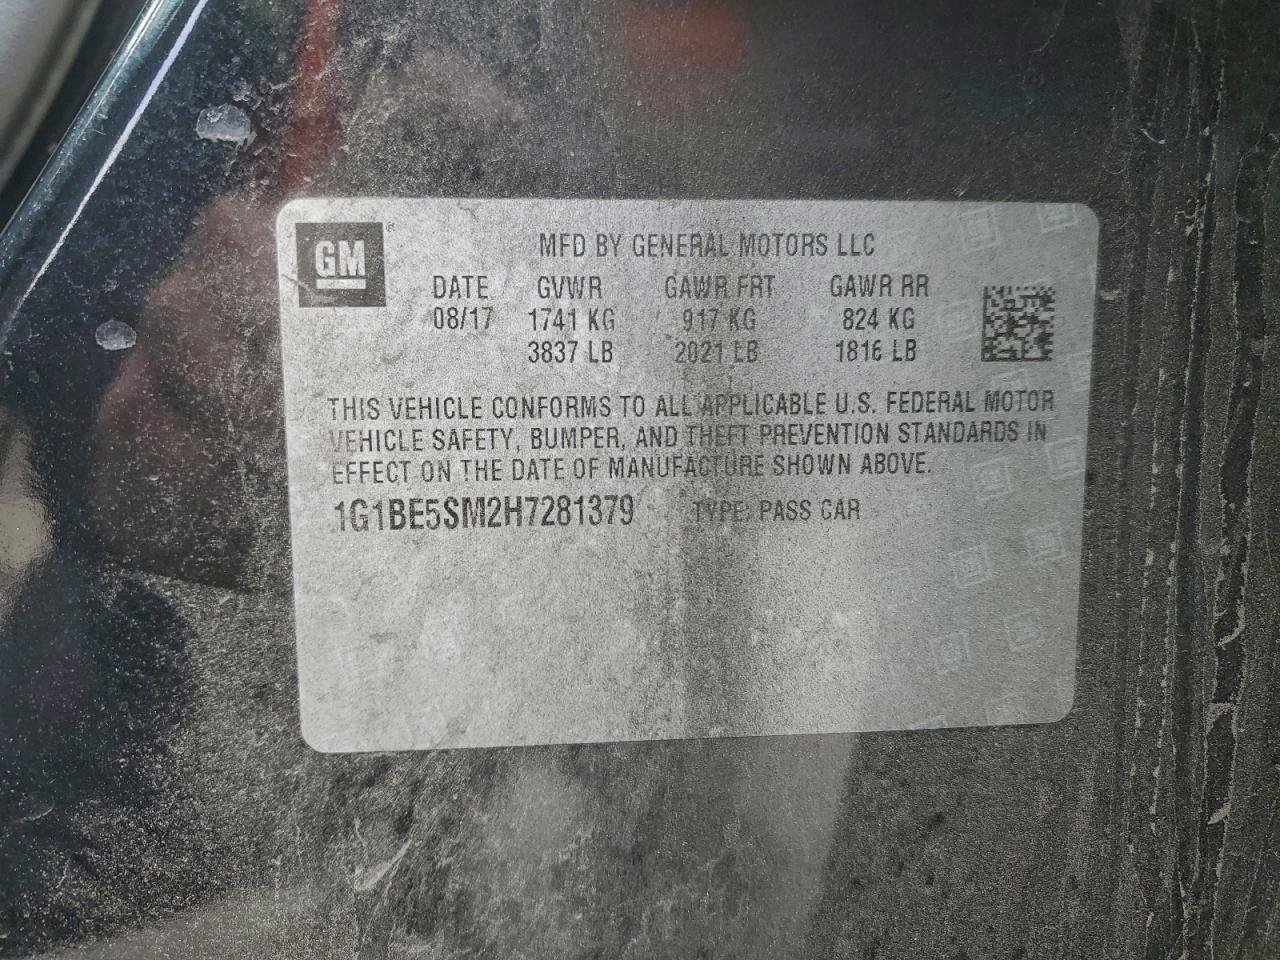 GM
MFD BY GENERAL MOTORS LLC
DATE GVWR GAWR FRT GAWR RR
08/17 1741 KG 917 KG 824 KG
3837 LB 2021 LB 1816 LB
THIS VEHICLE CONFORMS TO ALL APPLICABLE U.S. FEDERAL MOTOR
VEHICLE SAFETY, BUMPER, AND THEFT PREVENTION STANDARDS IN
EFFECT ON THE DATE OF MANUFACTURE SHOWN ABOVE.
1G1BE5SM2H7281379 TYPE: PASS CAR